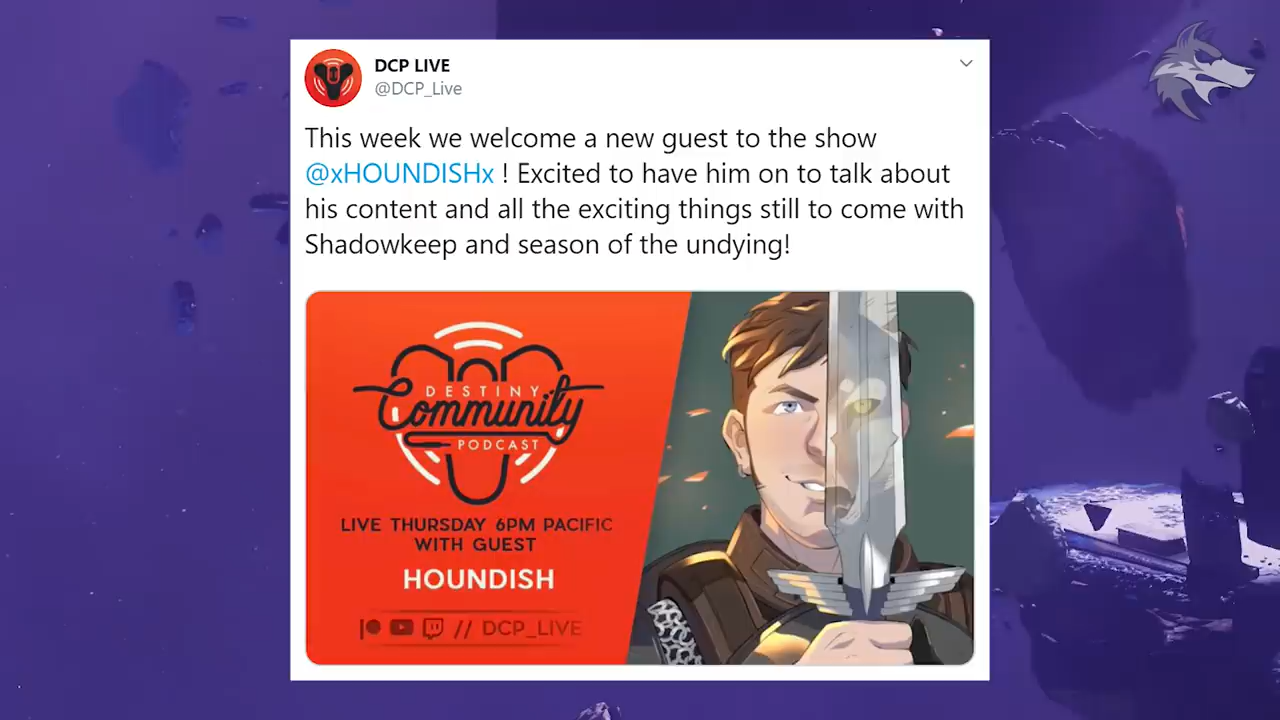 DCP LIVE
@DCP_Live
This week we welcome a new guest to the show
@xHOUNDISHx ! Excited to have him on to talk about
his content and all the exciting things still to come with
Shadowkeep and season of the undying!
DESTINY
Community
PODCAST
LIVE THURSDAY 6PM PACIFIC
WITH GUEST
HOUNDISH
// DCP_LIVE